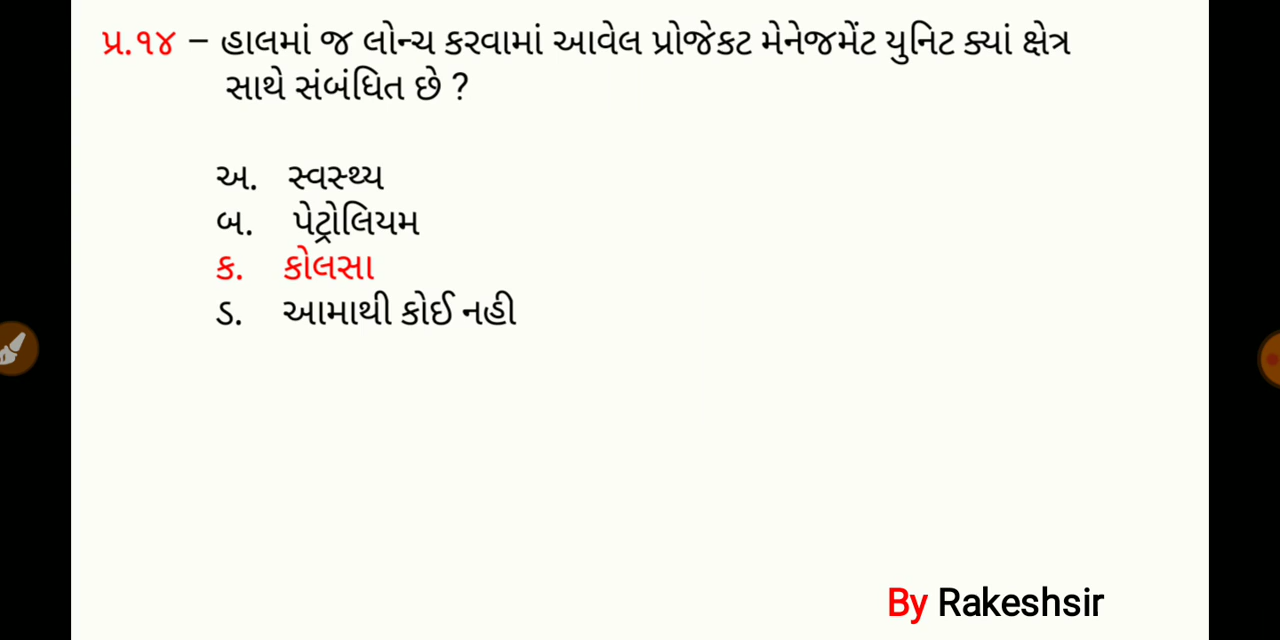 પ્ર.૧૪ – હાલમાં જ લોન્ચ કરવામાં આવેલ પ્રોજેકટ મેનેજમેંટ યુનિટ ક્યાં ક્ષેત્ર
સાથે સંબંધિત છે ?
અ. સ્વસ્થ્ય
બ. પેટ્રોલિયમ
ક. કોલસા
ડ. આમાથી કોઈ નહી
By Rakeshsir